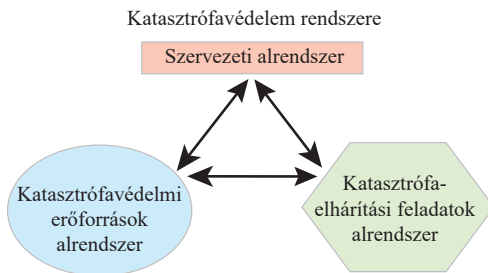 Katasztrófavédelem rendszere
Szervezeti alrendszer
Katasztrófavédelmi
erőforrások
alrendszer
Katasztrófa-
elhárítási feladatok
alrendszer